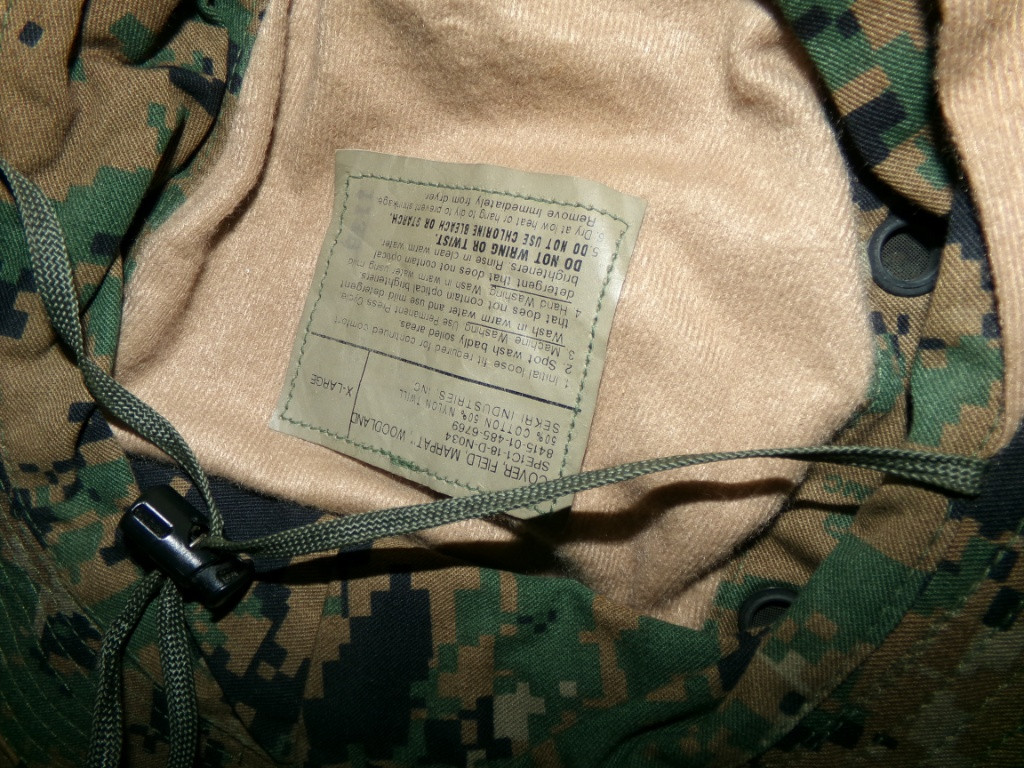 COVER, FIELD, MARPAT WOODLAND
SPE1C1-18-D-N034
8415-01-485-6769
50% COTTON 50% NYLON TWILL
SEKRI INDUSTRIES INC
X-LARGE
1. Initial loose fit required for continued comfort
2. Spot wash badly soiled areas.
3. Machine Washing Use Permanent Press Cycle.
Wash in warm water and use mild detergent
that does not contain optical brighteners.
4. Hand Washing Wash in warm water using mild
detergent that does not contain optical
brighteners Rinse in clean warm water
DO NOT WRING OR TWIST.
5. DO NOT USE CHLORINE BLEACH OR STARCH.
6. Dry at low heat or hang to dry to prevent shrinkage
Remove immediately from dryer